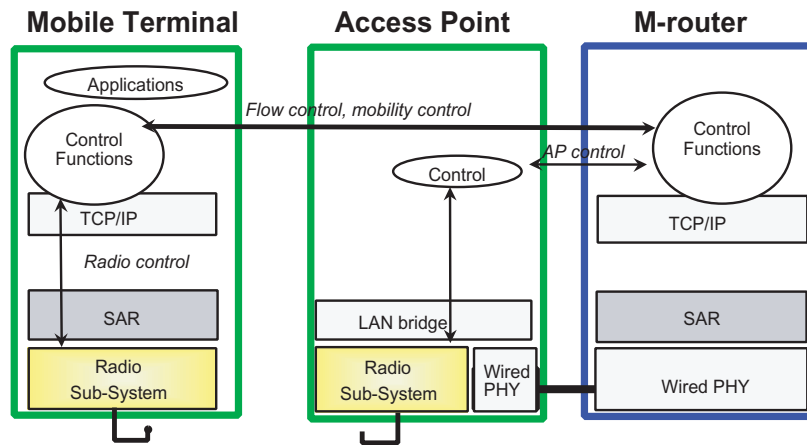 Mobile Terminal
Access Point
M-router
Applications
Flow control, mobility control
Control
Functions
Control
Functions
AP control
Control
TCP/IP
TCP/IP
Radio control
SAR
LAN bridge
SAR
Radio
Sub-System
Radio
Sub-System
Wired
PHY
Wired PHY